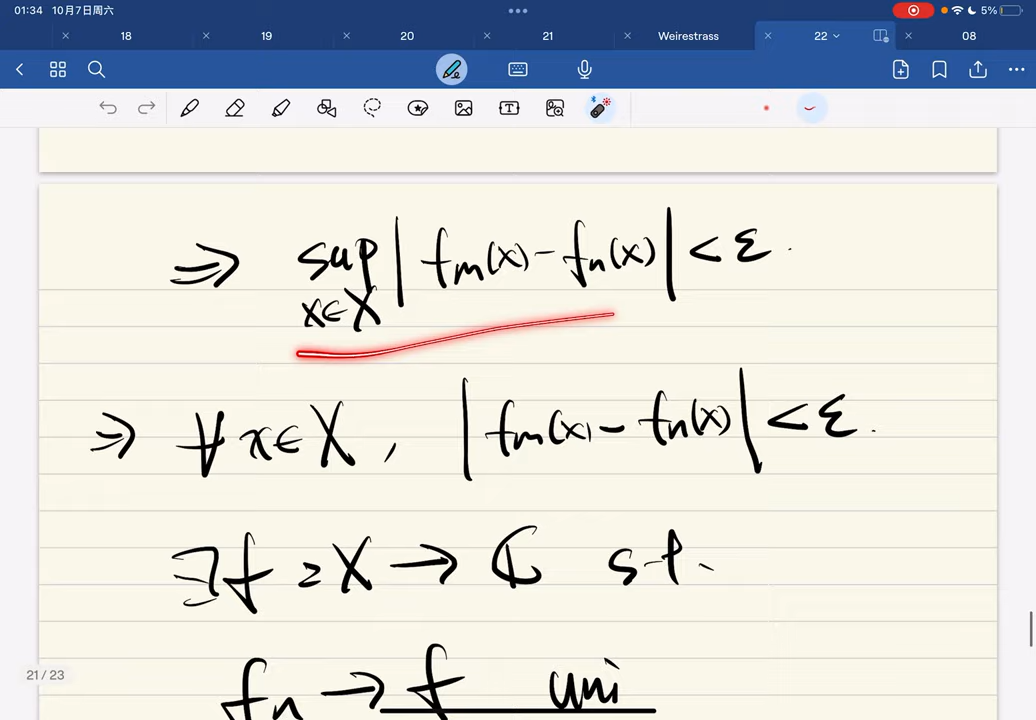 01:34 10月7日周六 5%
18 19 20 21 Weirestrass 22 08
T
⇒ sup | fm(x) - fn(x) | < ε.
x∈X
⇒ ∀x∈X, | fm(x) - fn(x) | < ε.
∃f : X → ℂ s.t.
fn → f uni
21 / 23